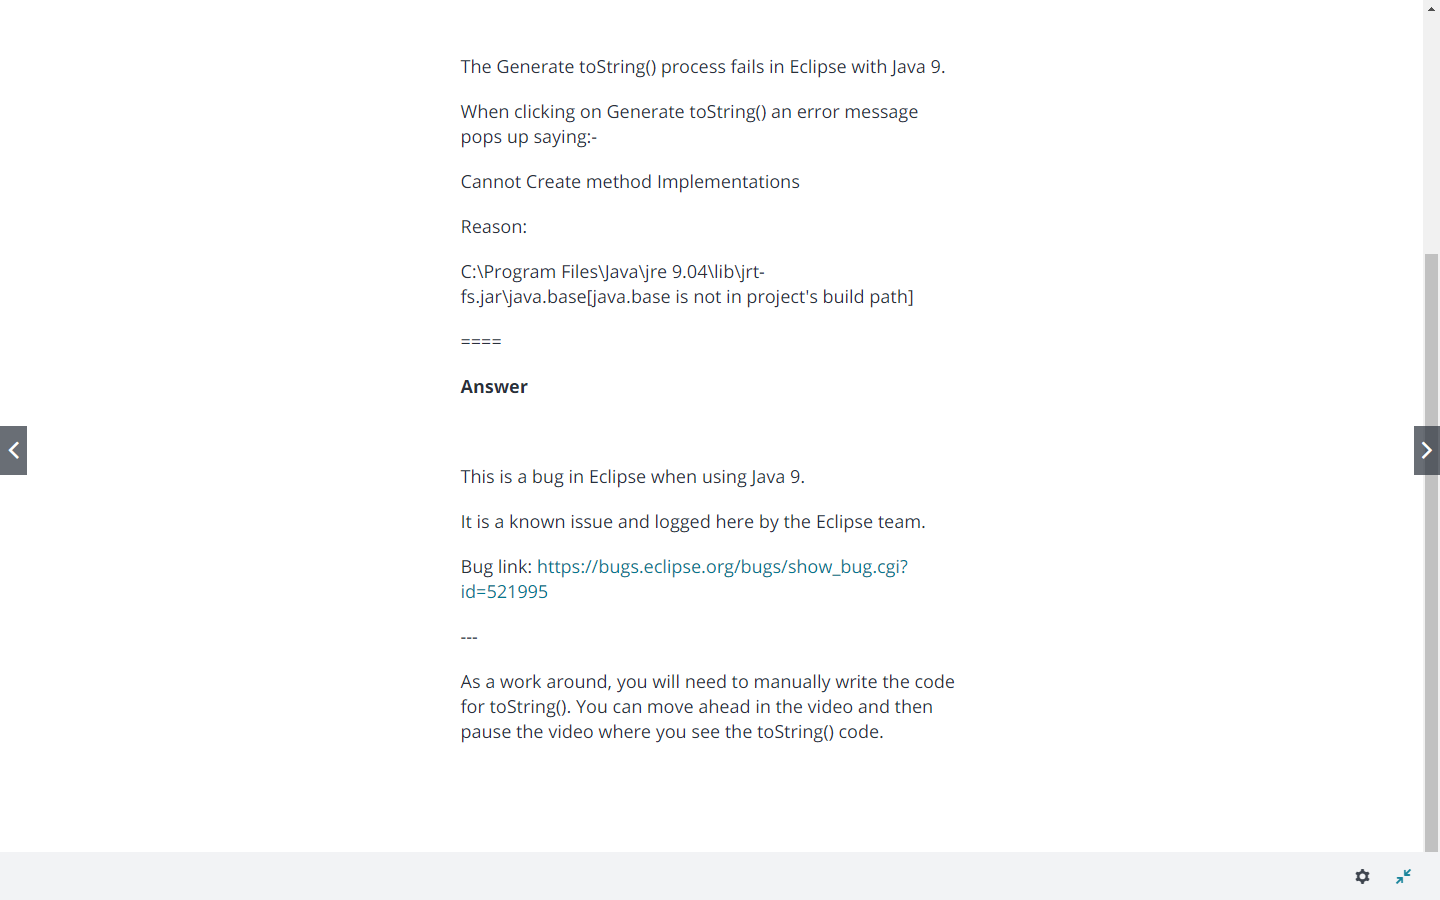 The Generate toString() process fails in Eclipse with Java 9.
When clicking on Generate toString() an error message
pops up saying:-
Cannot Create method Implementations
Reason:
C:\Program Files\Java\jre 9.04\lib\jrt-
fs.jar\java.base[java.base is not in project's build path]
====
Answer
This is a bug in Eclipse when using Java 9.
It is a known issue and logged here by the Eclipse team.
Bug link: https://bugs.eclipse.org/bugs/show_bug.cgi?
id=521995
---
As a work around, you will need to manually write the code
for toString(). You can move ahead in the video and then
pause the video where you see the toString() code.